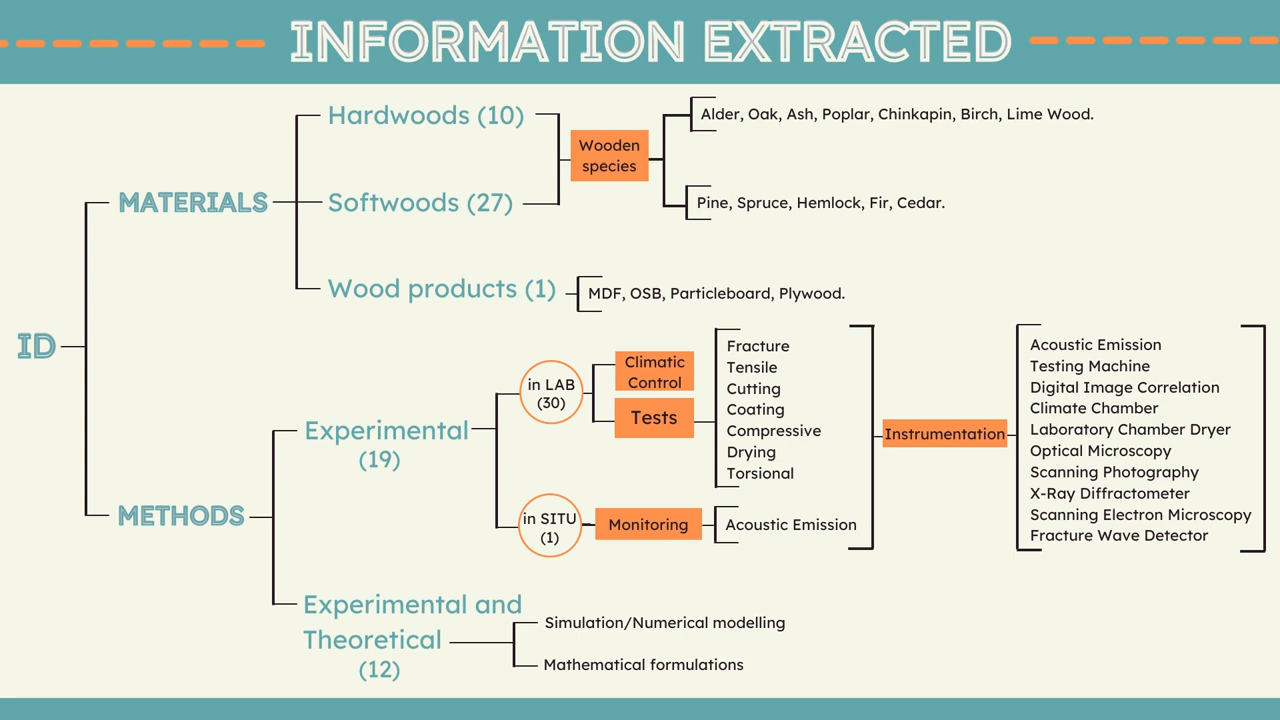 INFORMATION EXTRACTED
ID
MATERIALS
Hardwoods (10)
Softwoods (27)
Wooden
species
Alder, Oak, Ash, Poplar, Chinkapin, Birch, Lime Wood.
Pine, Spruce, Hemlock, Fir, Cedar.
Wood products (1)
MDF, OSB, Particleboard, Plywood.
METHODS
Experimental
(19)
in LAB
(30)
Climatic
Control
Tests
Fracture
Tensile
Cutting
Coating
Compressive
Drying
Torsional
in SITU
(1)
Monitoring
Acoustic Emission
Instrumentation
Acoustic Emission
Testing Machine
Digital Image Correlation
Climate Chamber
Laboratory Chamber Dryer
Optical Microscopy
Scanning Photography
X-Ray Diffractometer
Scanning Electron Microscopy
Fracture Wave Detector
Experimental and
Theoretical
(12)
Simulation/Numerical modelling
Mathematical formulations